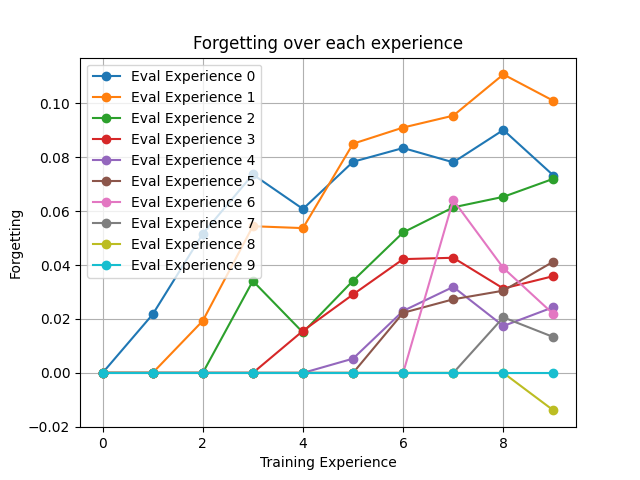 Forgetting over each experience
Eval Experience 0
Eval Experience 1
Eval Experience 2
Eval Experience 3
Eval Experience 4
Eval Experience 5
Eval Experience 6
Eval Experience 7
Eval Experience 8
Eval Experience 9
Forgetting
0.10
0.08
0.06
0.04
0.02
0.00
−0.02
0 2 4 6 8
Training Experience